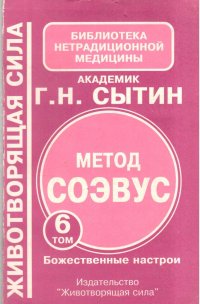 ЖИВОТВОРЯЩАЯ СИЛА
БИБЛИОТЕКА
НЕТРАДИЦИОННОЙ
МЕДИЦИНЫ
АКАДЕМИК
Г.Н. СЫТИН
МЕТОД
СОЭВУС
6
ТОМ
Божественные настрои
Издательство
"Животворящая сила"